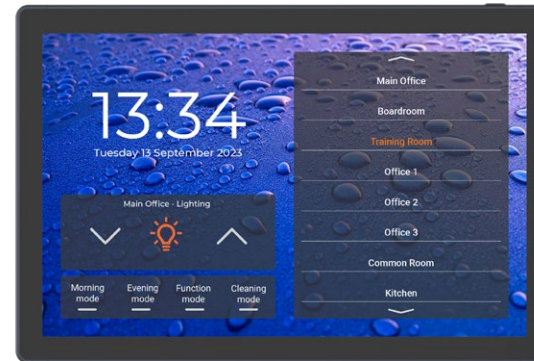 13:34
Tuesday 13 September 2023
Main Office - Lighting
Morning mode
Evening mode
Function mode
Cleaning mode
Main Office
Boardroom
Training Room
Office 1
Office 2
Office 3
Common Room
Kitchen